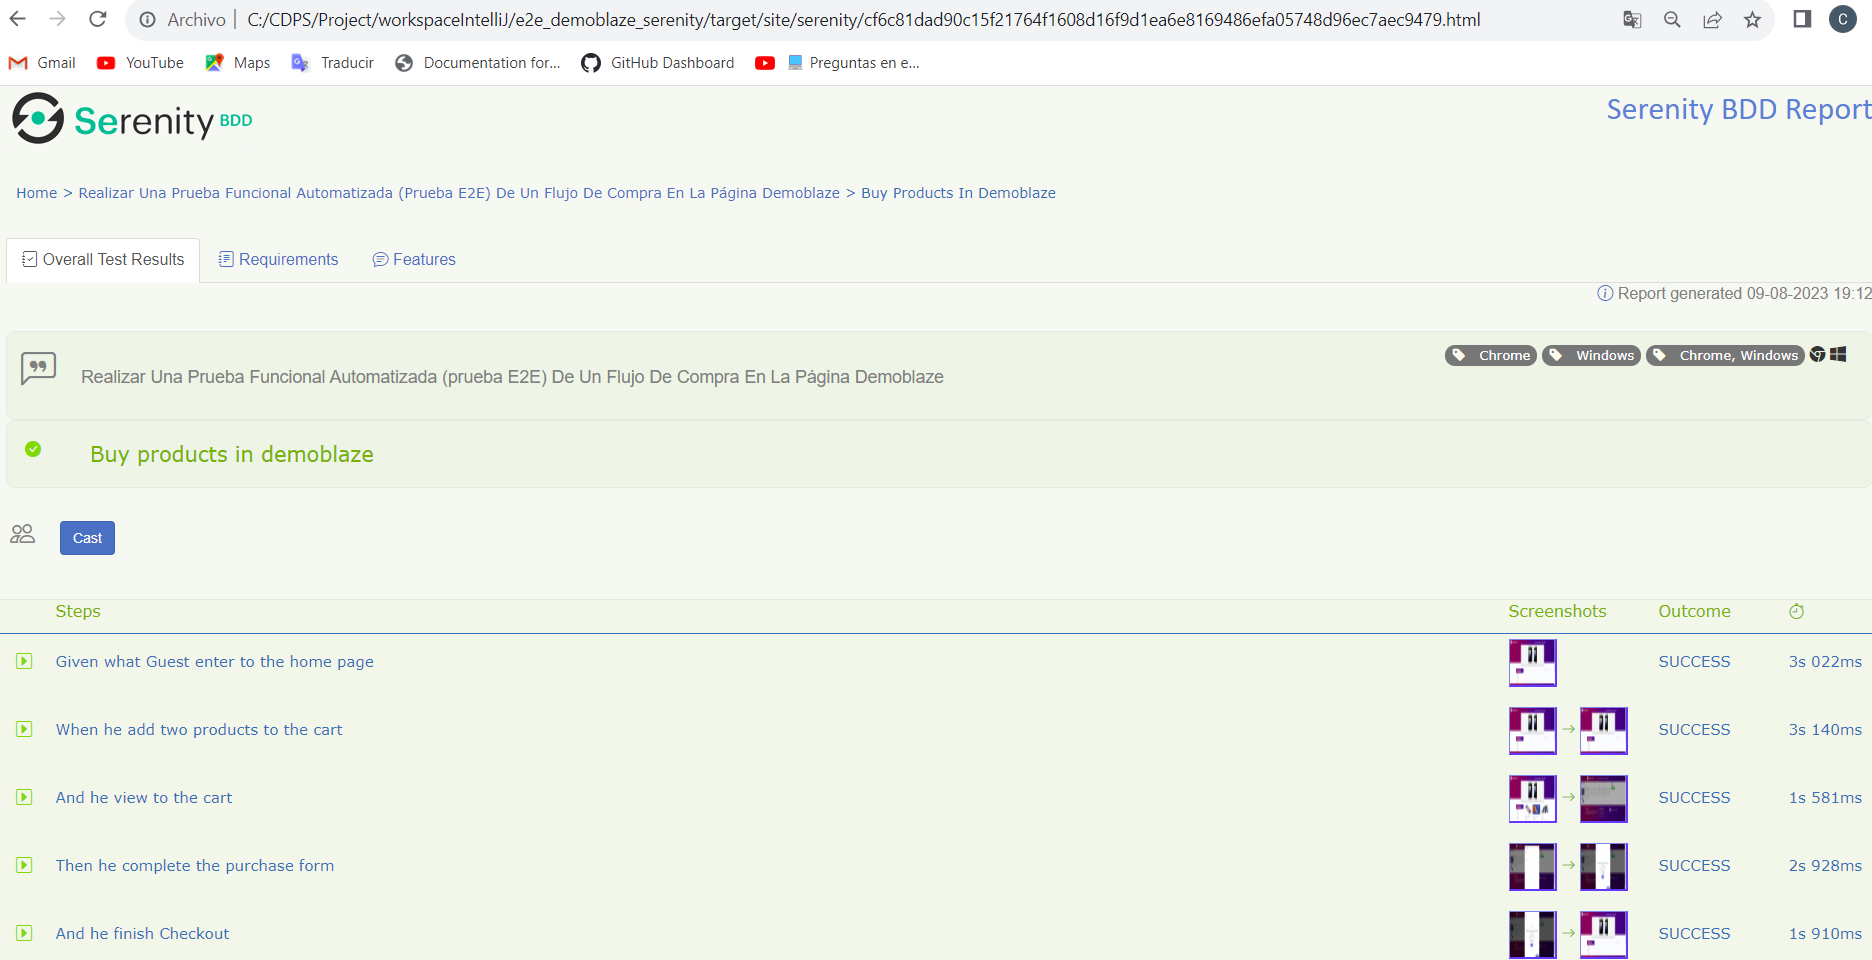 Archivo C:/CDPS/Project/workspaceIntelliJ/e2e_demoblaze_serenity/target/site/serenity/cf6c81dad90c15f21764f1608d16f9d1ea6e8169486efa05748d96ec7aec9479.html C
Gmail YouTube Maps Traducir Documentation for... GitHub Dashboard Preguntas en e...
Serenity BDD Serenity BDD Report
Home > Realizar Una Prueba Funcional Automatizada (Prueba E2E) De Un Flujo De Compra En La Página Demoblaze > Buy Products In Demoblaze
Overall Test Results Requirements Features
Report generated 09-08-2023 19:12
Chrome Windows Chrome, Windows
Realizar Una Prueba Funcional Automatizada (prueba E2E) De Un Flujo De Compra En La Página Demoblaze
Buy products in demoblaze
Cast
Steps Screenshots Outcome
Given what Guest enter to the home page SUCCESS 3s 022ms
When he add two products to the cart SUCCESS 3s 140ms
And he view to the cart SUCCESS 1s 581ms
Then he complete the purchase form SUCCESS 2s 928ms
And he finish Checkout SUCCESS 1s 910ms